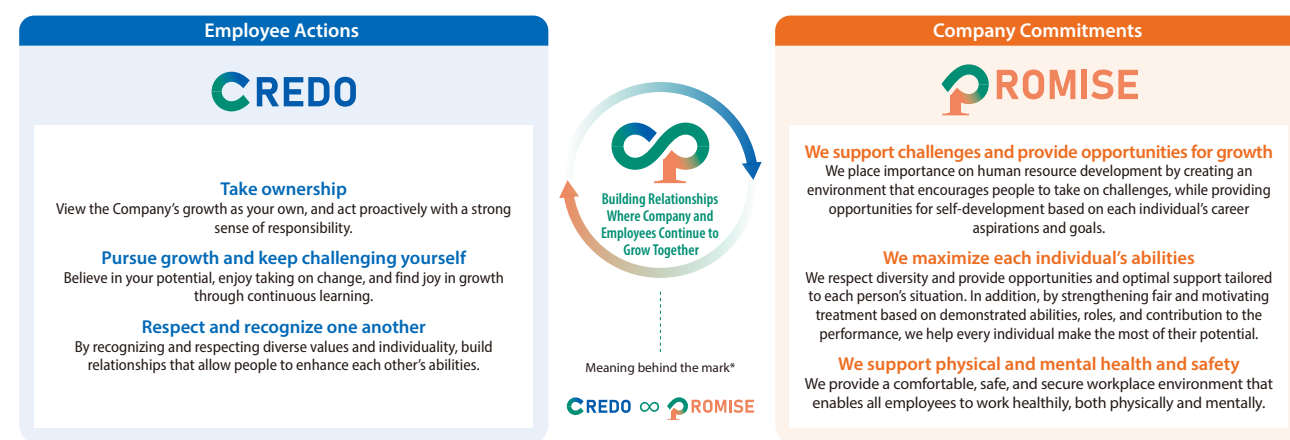 Employee Actions
CREDO
Take ownership
View the Company's growth as your own, and act proactively with a strong
sense of responsibility.
Pursue growth and keep challenging yourself
Believe in your potential, enjoy taking on change, and find joy in growth
through continuous learning.
Respect and recognize one another
By recognizing and respecting diverse values and individuality, build
relationships that allow people to enhance each other's abilities.
Building Relationships
Where Company and
Employees Continue to
Grow Together
Meaning behind the mark*
CREDO ∞ PROMISE
Company Commitments
PROMISE
We support challenges and provide opportunities for growth
We place importance on human resource development by creating an
environment that encourages people to take on challenges, while providing
opportunities for self-development based on each individual's career
aspirations and goals.
We maximize each individual's abilities
We respect diversity and provide opportunities and optimal support tailored
to each person's situation. In addition, by strengthening fair and motivating
treatment based on demonstrated abilities, roles, and contribution to the
performance, we help every individual make the most of their potential.
We support physical and mental health and safety
We provide a comfortable, safe, and secure workplace environment that
enables all employees to work healthily, both physically and mentally.